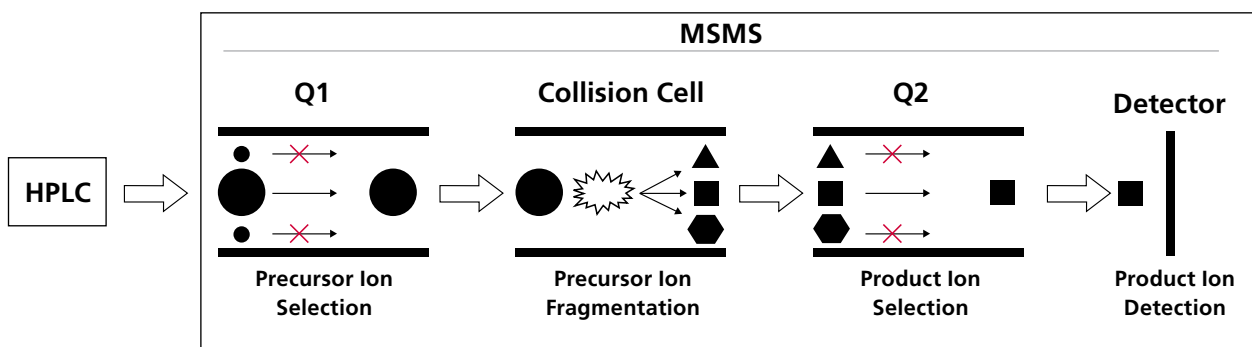 MSMS
Q1
Collision Cell
Q2
Detector
HPLC
Precursor Ion
Selection
Precursor Ion
Fragmentation
Product Ion
Selection
Product Ion
Detection